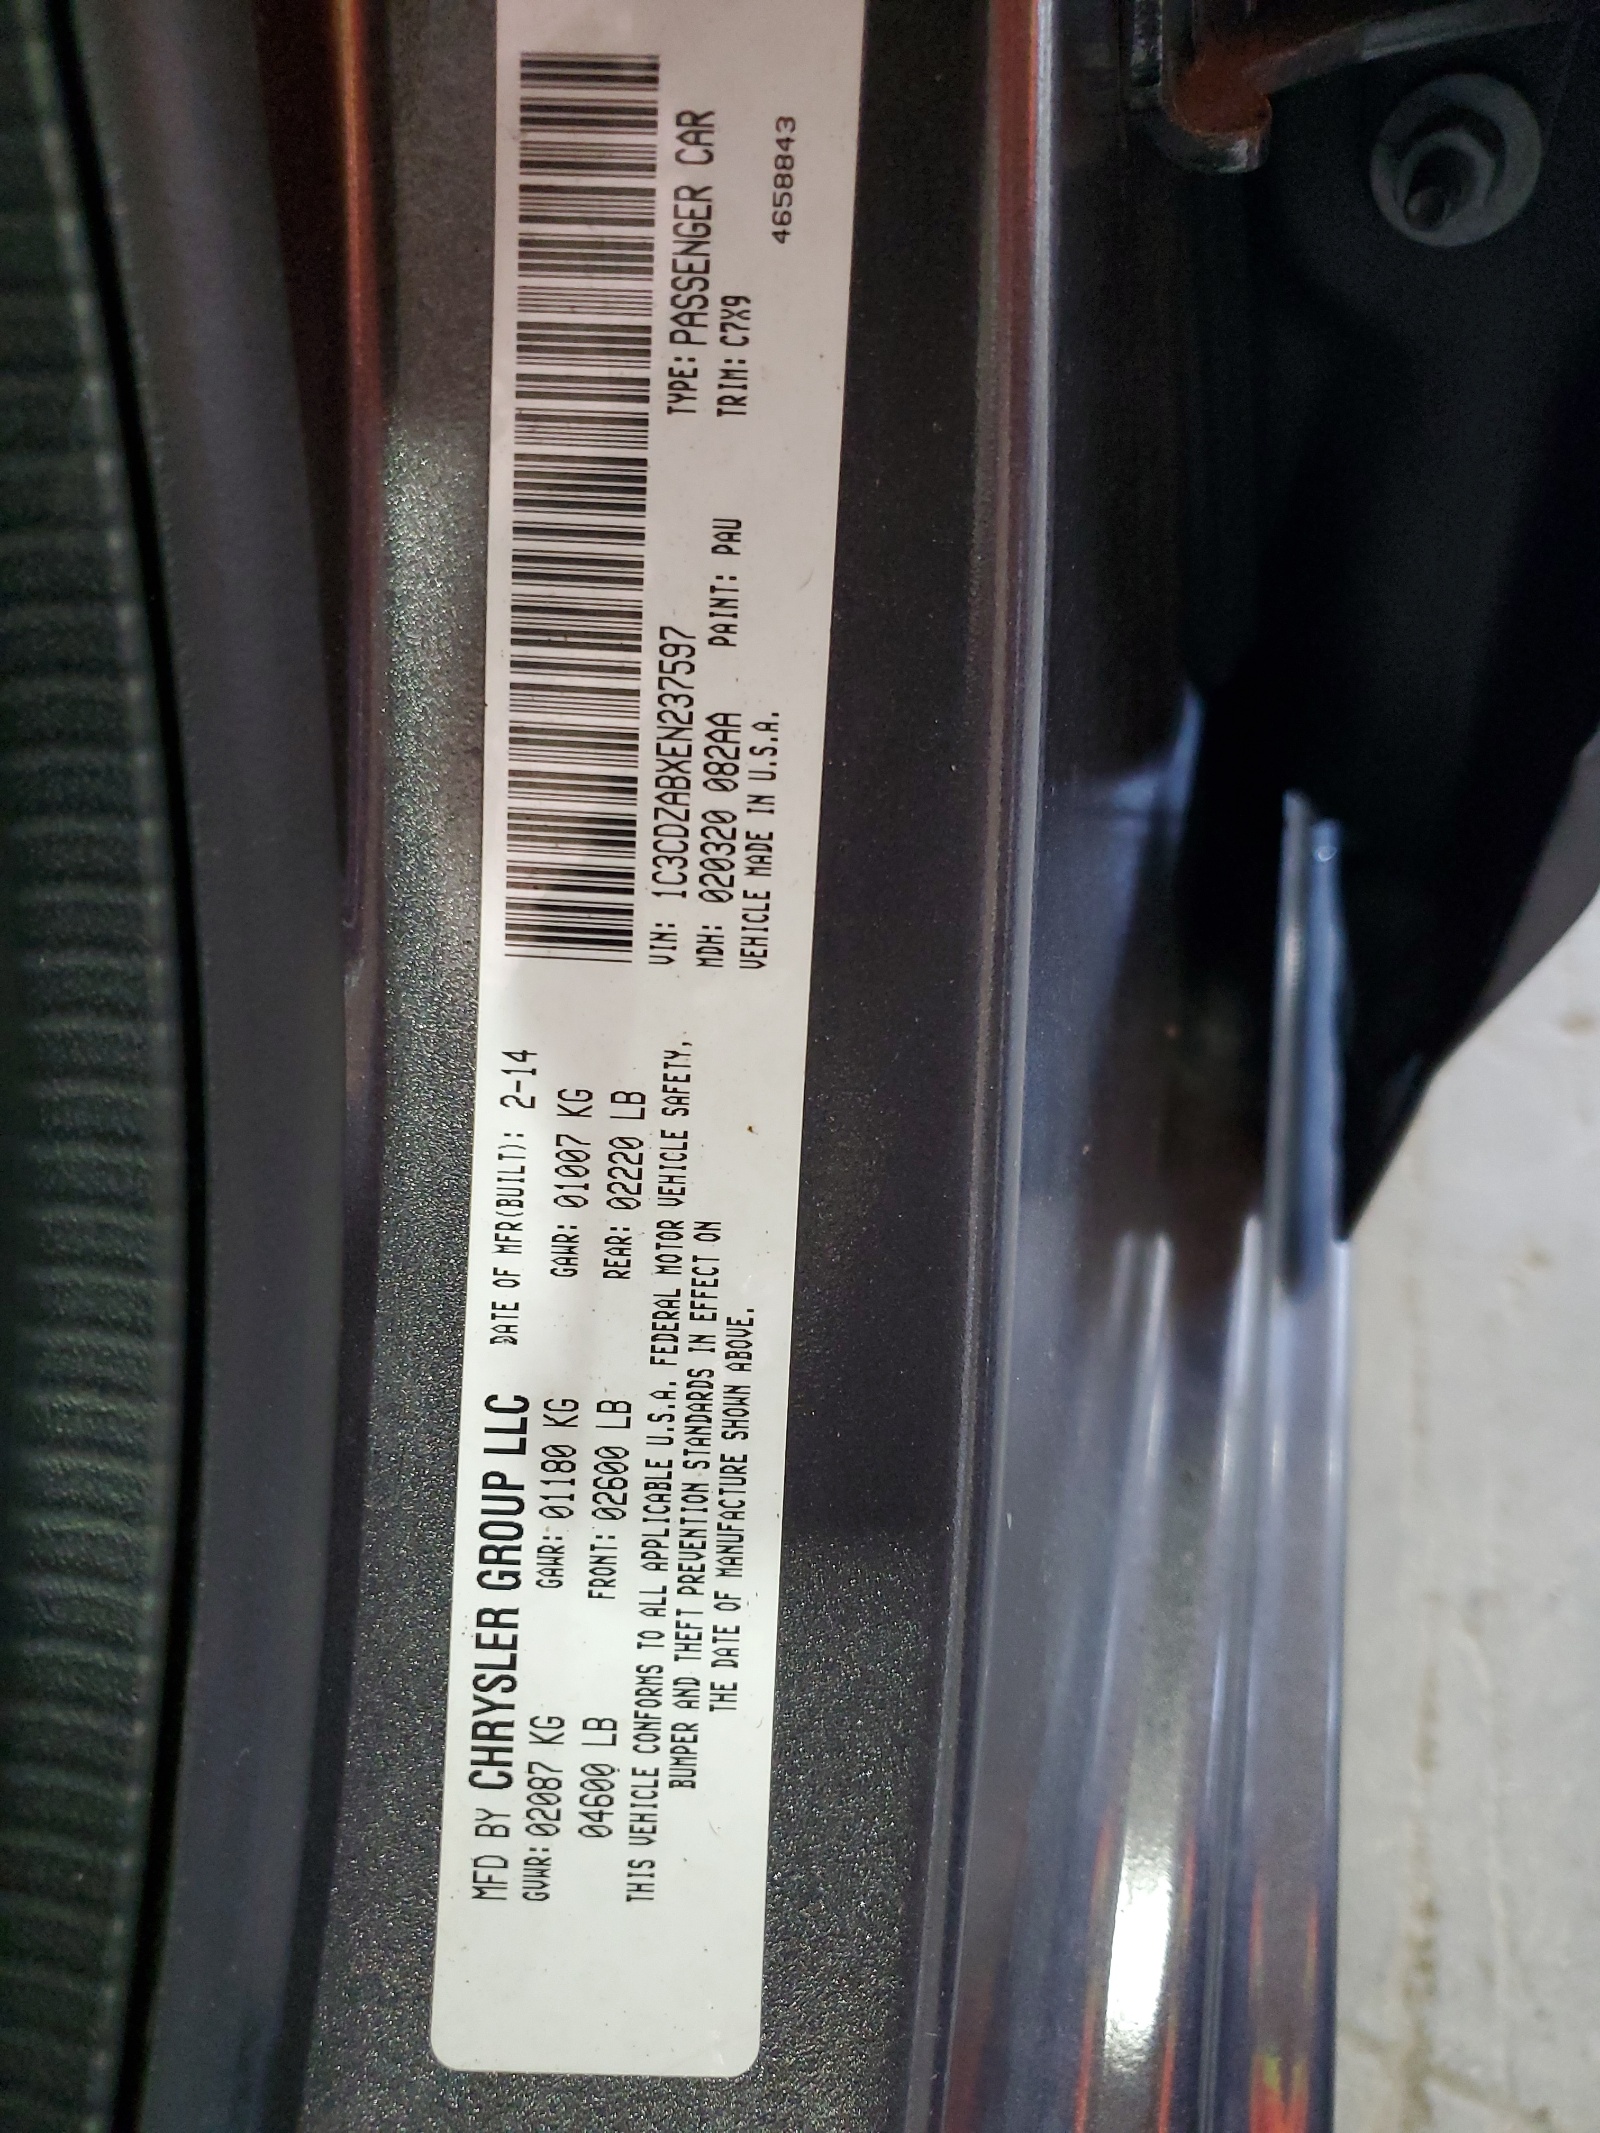 MFD BY CHRYSLER GROUP LLC DATE OF MFR(BUILT): 2-14
GVWR: 02087 KG GAWR: 01180 KG GAWR: 01007 KG
04600 LB FRONT: 02600 LB REAR: 02220 LB
THIS VEHICLE CONFORMS TO ALL APPLICABLE U.S.A. FEDERAL MOTOR VEHICLE SAFETY,
BUMPER AND THEFT PREVENTION STANDARDS IN EFFECT ON
THE DATE OF MANUFACTURE SHOWN ABOVE.
VIN: 1C3CDZABXEN237597 TYPE: PASSENGER CAR
MDH: 020320 082AA PAINT: PAU TRIM: C7X9
VEHICLE MADE IN U.S.A.
4658843